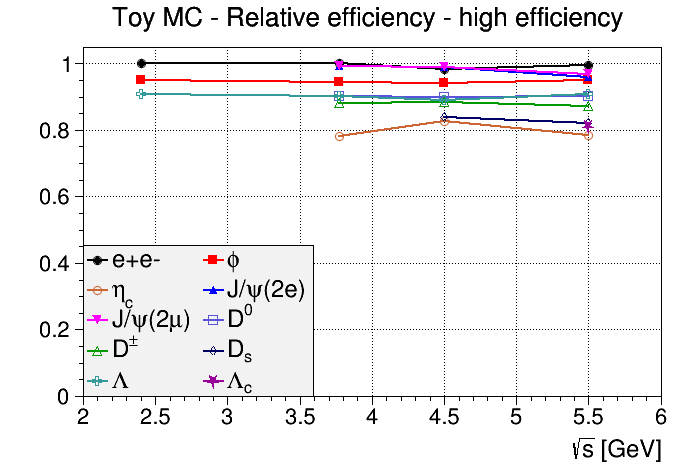 Toy MC - Relative efficiency - high efficiency
1
0.8
0.6
0.4
0.2
0
e+e-
ϕ
η_c
J/ψ(2e)
J/ψ(2μ)
D⁰
D^±
D_s
Λ
Λ_c
2 2.5 3 3.5 4 4.5 5 5.5 6
√s [GeV]